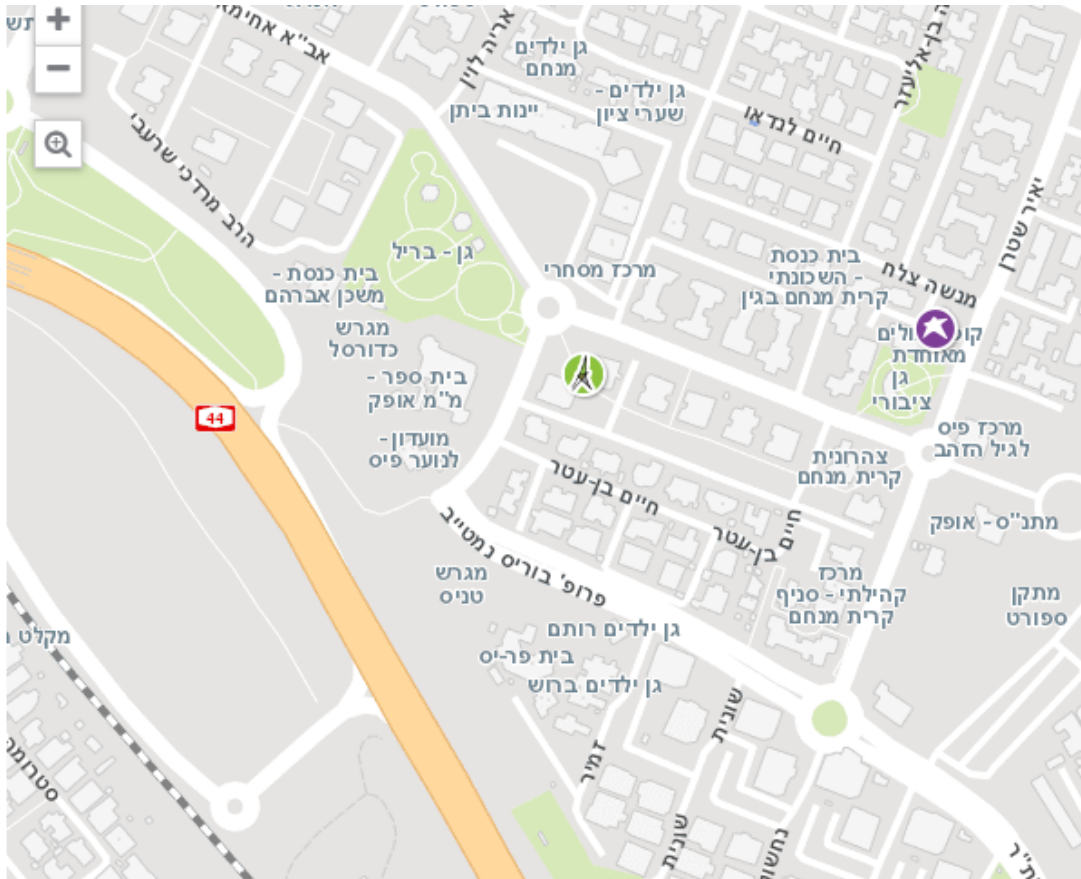 אב"א אחימא
אריה לוין
גן ילדים
מנחם
גן ילדים -
שערי ציון
יינות ביתן
חיים לנדאו
בן-אליעזר
יאיר שטרן
הרב מרדכי שרעבי
גן - בריל
בית כנסת -
משכן אברהם
מרכז מסחרי
בית כנסת
- השכונתי
קרית מנחם בגין
מנשה צלח
מגרש
כדורסל
בית ספר -
מ"מ אופק
מאוחדת
גן
ציבורי
44
מועדון -
לנוער פיס
מרכז פיס
לגיל הזהב
צהרונית
קרית מנחם
חיים בן-עטר
חיים בן-עטר
מתנ"ס - אופק
פרופ' בוריס נמטייב
מגרש
טניס
מרכז
קהילתי - סניף
קרית מנחם
מתקן
ספורט
מקלט
גן ילדים רותם
בית פר-יס
גן ילדים ברוש
שונית
זמיר
שונית
נחשון
סטרומה